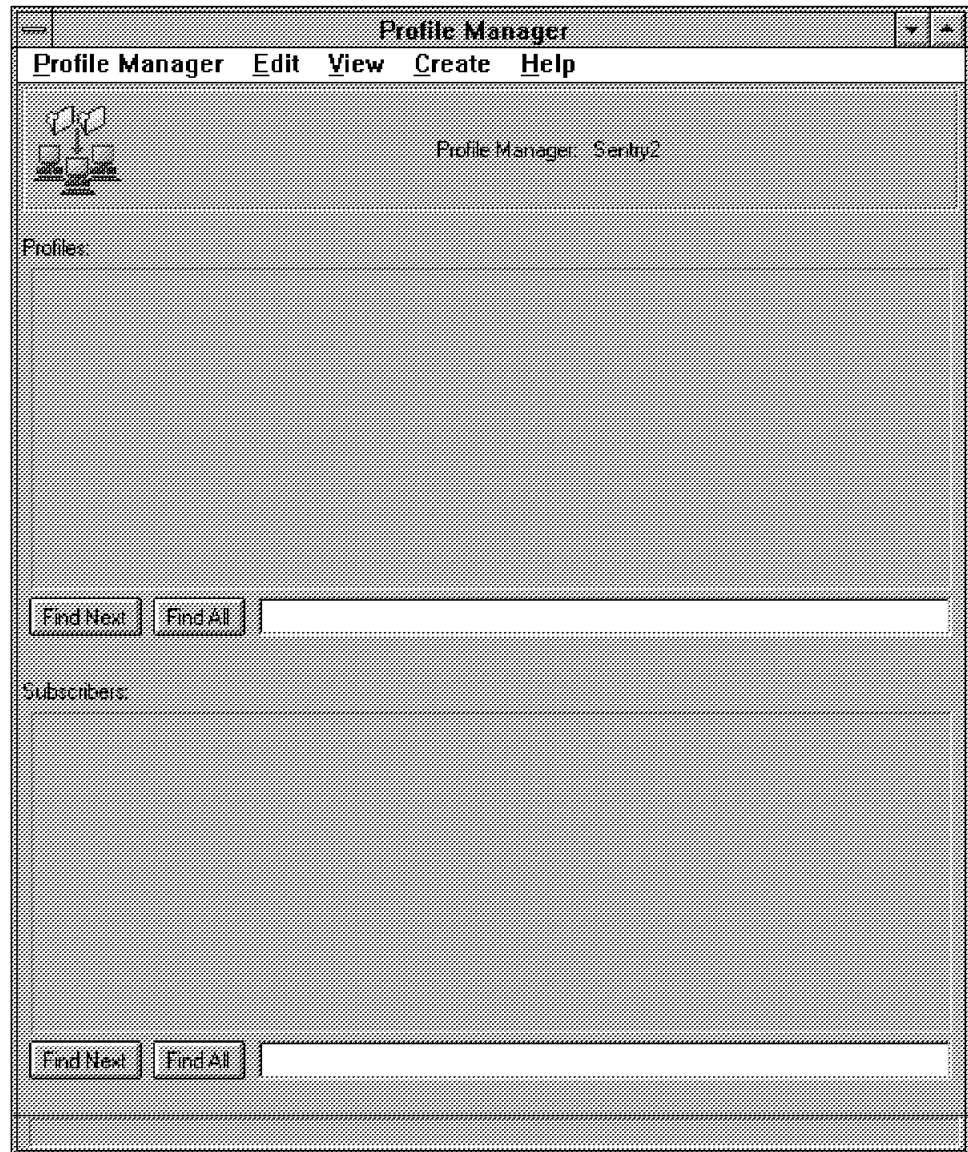 Profile Manager
Profile Manager Edit View Create Help
Profile Manager: Sentry2
Profiles:
Find Next Find All
Subscribers:
Find Next Find All